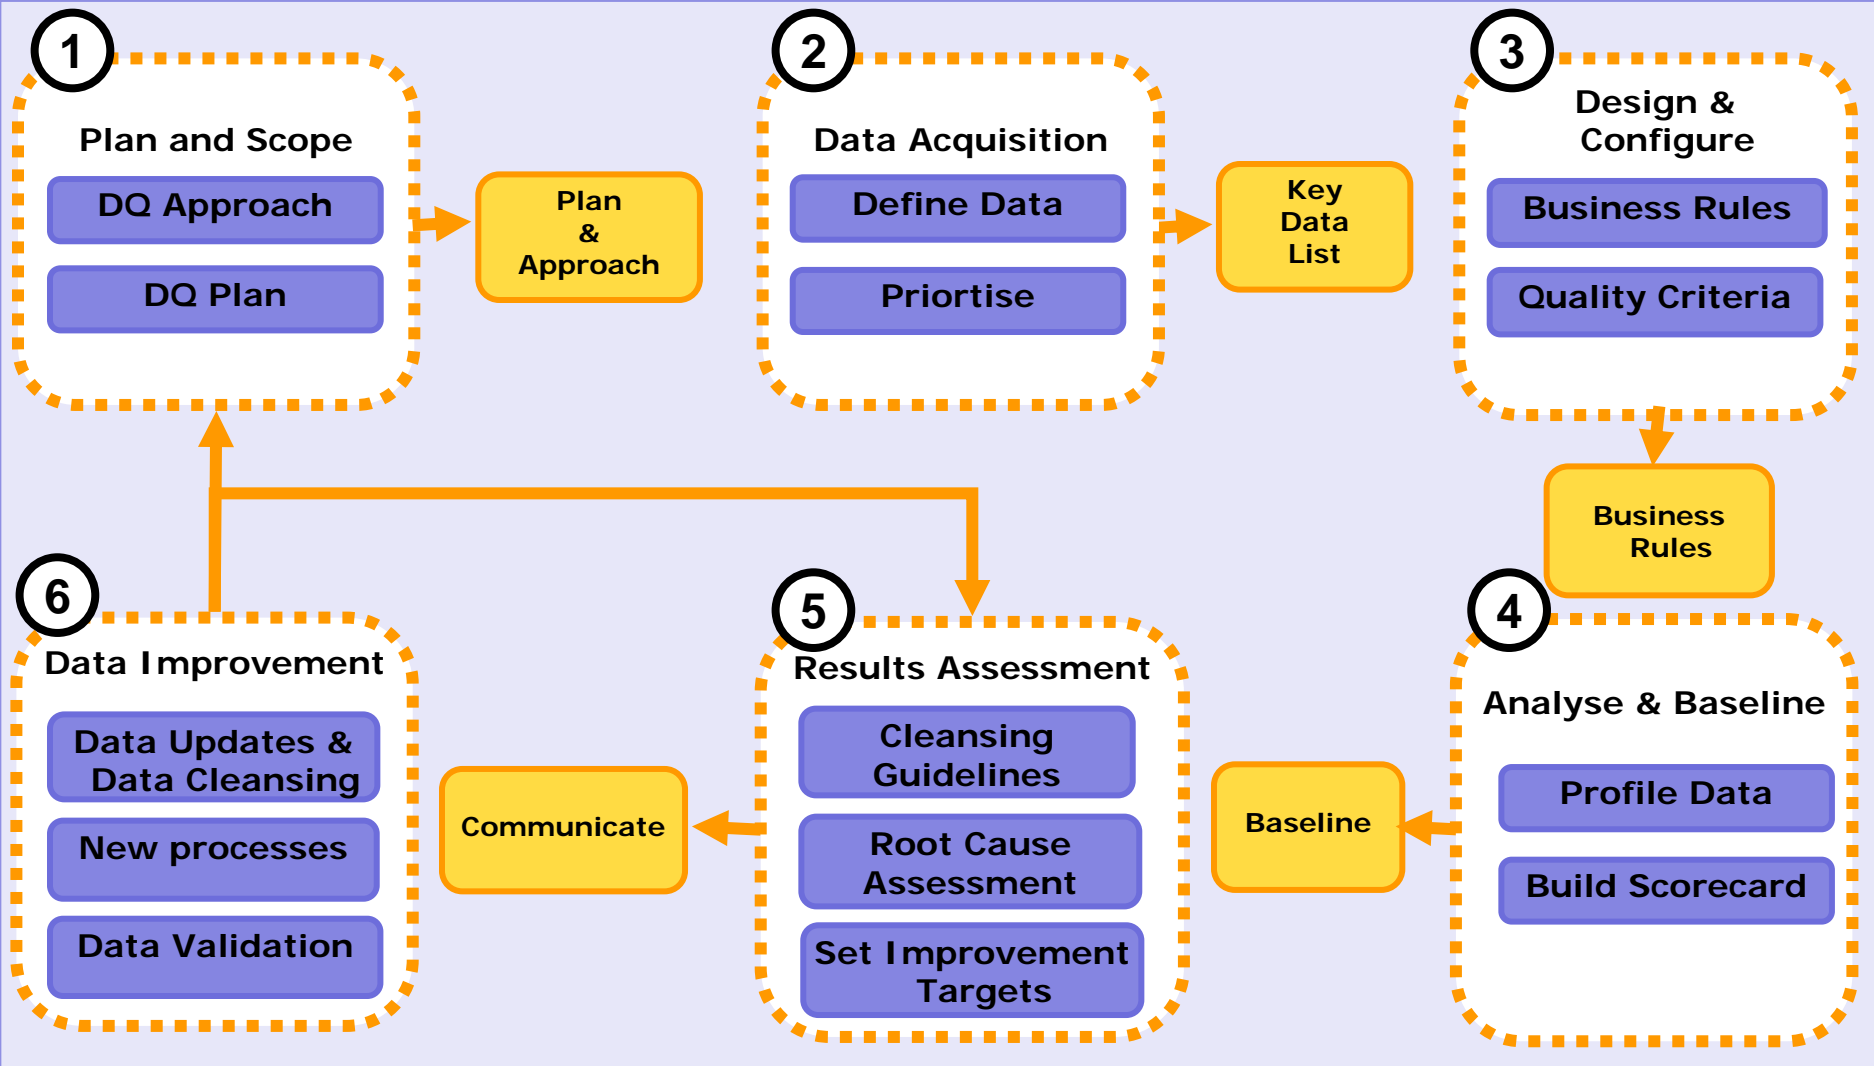 1
Plan and Scope
DQ Approach
DQ Plan
Plan
&
Approach
2
Data Acquisition
Define Data
Priortise
Key
Data
List
3
Design &
Configure
Business Rules
Quality Criteria
Business
Rules
4
Analyse & Baseline
Profile Data
Build Scorecard
Baseline
5
Results Assessment
Cleansing
Guidelines
Root Cause
Assessment
Set Improvement
Targets
Communicate
6
Data Improvement
Data Updates &
Data Cleansing
New processes
Data Validation